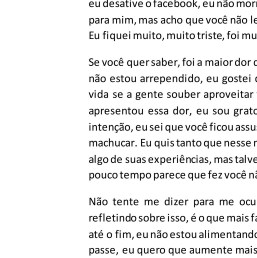 eu desative o facebook, eu não mor
para mim, mas acho que você não le
Eu fiquei muito, muito triste, foi mu
Se você quer saber, foi a maior dor d
não estou arrependido, eu gostei
vida se a gente souber aproveitar
apresentou essa dor, eu sou grato
intenção, eu sei que você ficou assus
machucar. Eu quis tanto que nesse
algo de suas experiências, mas talve
pouco tempo parece que fez você nã
Não tente me dizer para me ocu
refletindo sobre isso, é o que mais fa
até o fim, eu não estou alimentando
passe, eu quero que aumente mais